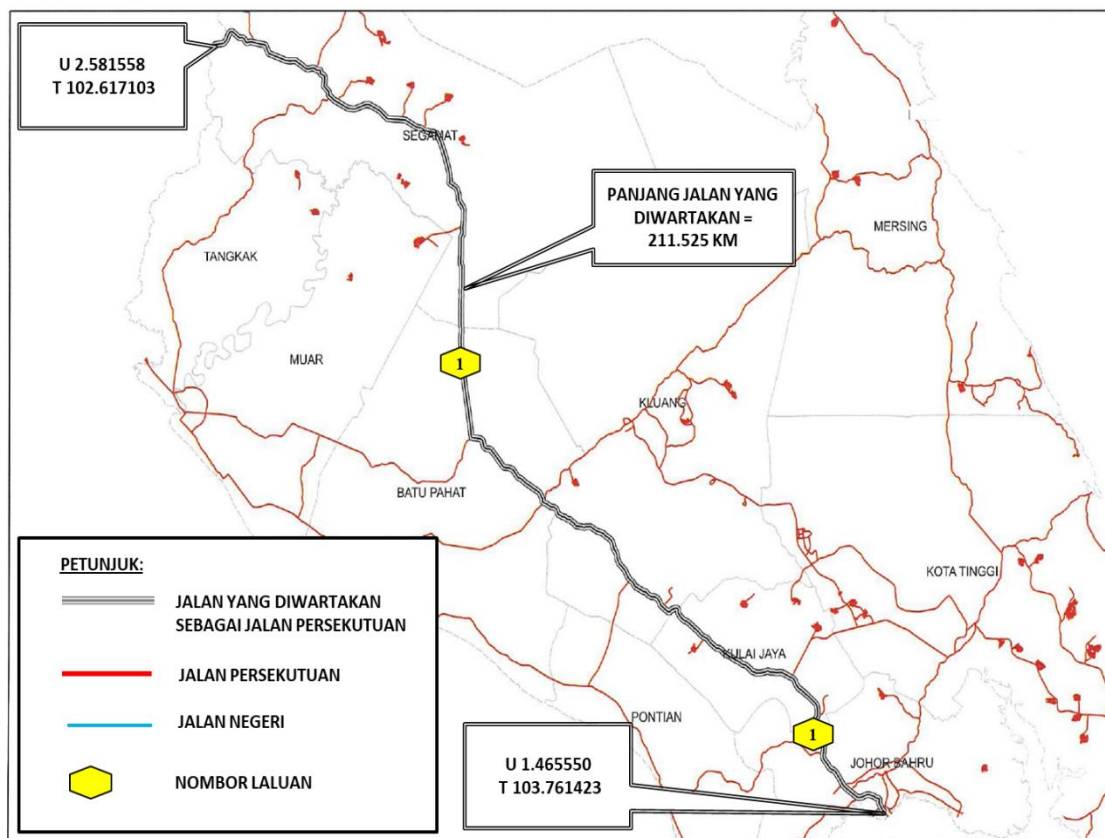 U 2.581558
T 102.617103
SEGAMAT
PANJANG JALAN YANG
DIWARTAKAN =
211.525 KM
MERSING
TANGKAK
MUAR
1
KLUANG
BATU PAHAT
KOTA TINGGI
KULAI JAYA
PONTIAN
1
JOHOR BAHRU
U 1.465550
T 103.761423
PETUNJUK:
JALAN YANG DIWARTAKAN
SEBAGAI JALAN PERSEKUTUAN
JALAN PERSEKUTUAN
JALAN NEGERI
NOMBOR LALUAN